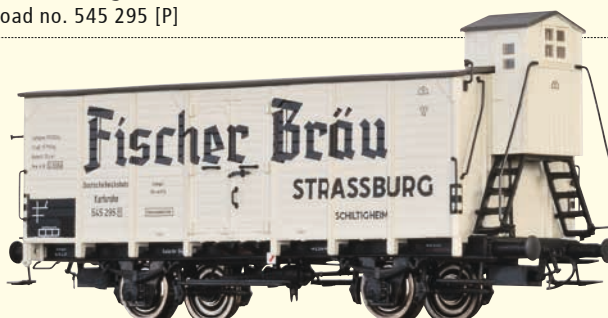 oad no. 545 295 [P]
Fischer Bräu
STRASSBURG
SCHILTIGHEIM
Karlsruhe
545 295 [P]